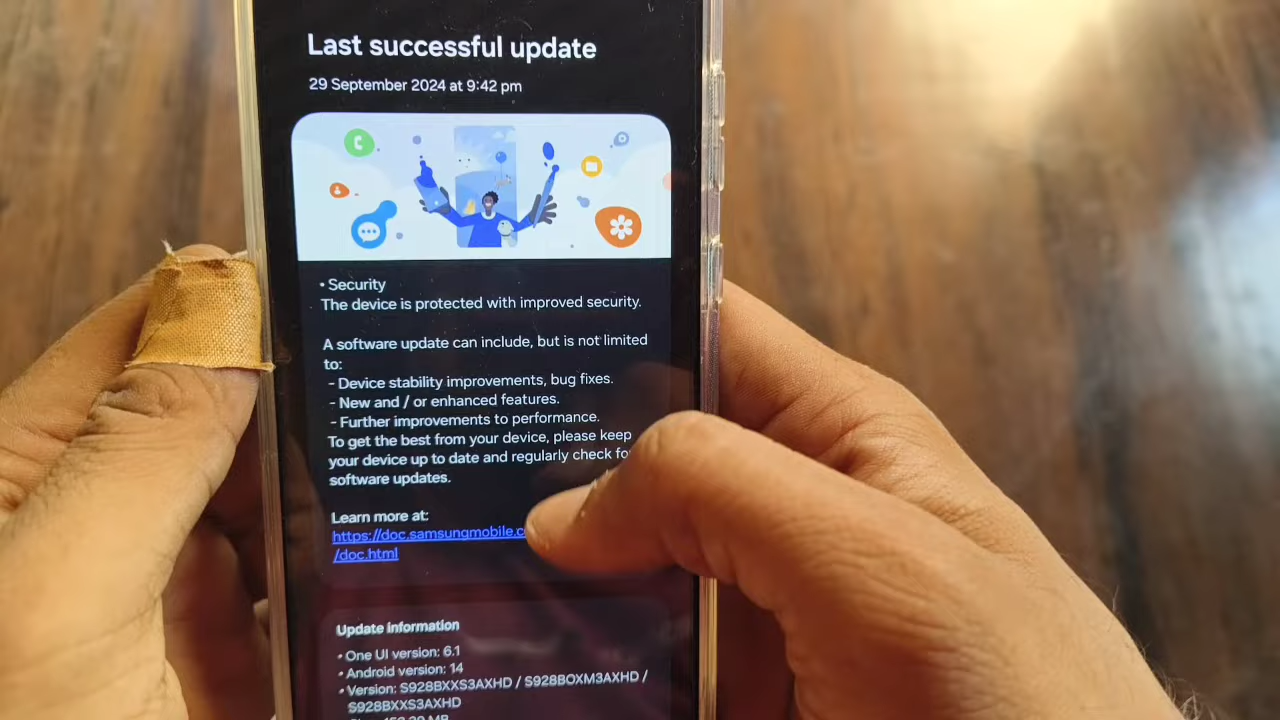 Last successful update
29 September 2024 at 9:42 pm
• Security
The device is protected with improved security.
A software update can include, but is not limited
to:
- Device stability improvements, bug fixes.
- New and / or enhanced features.
- Further improvements to performance.
To get the best from your device, please keep
your device up to date and regularly check for
software updates.
Learn more at:
https://doc.samsungmobile.c
/doc.html
Update information
• One UI version: 6.1
• Android version: 14
• Version: S928BXXS3AXHD / S928BOXM3AXHD /
S928BXXS3AXHD